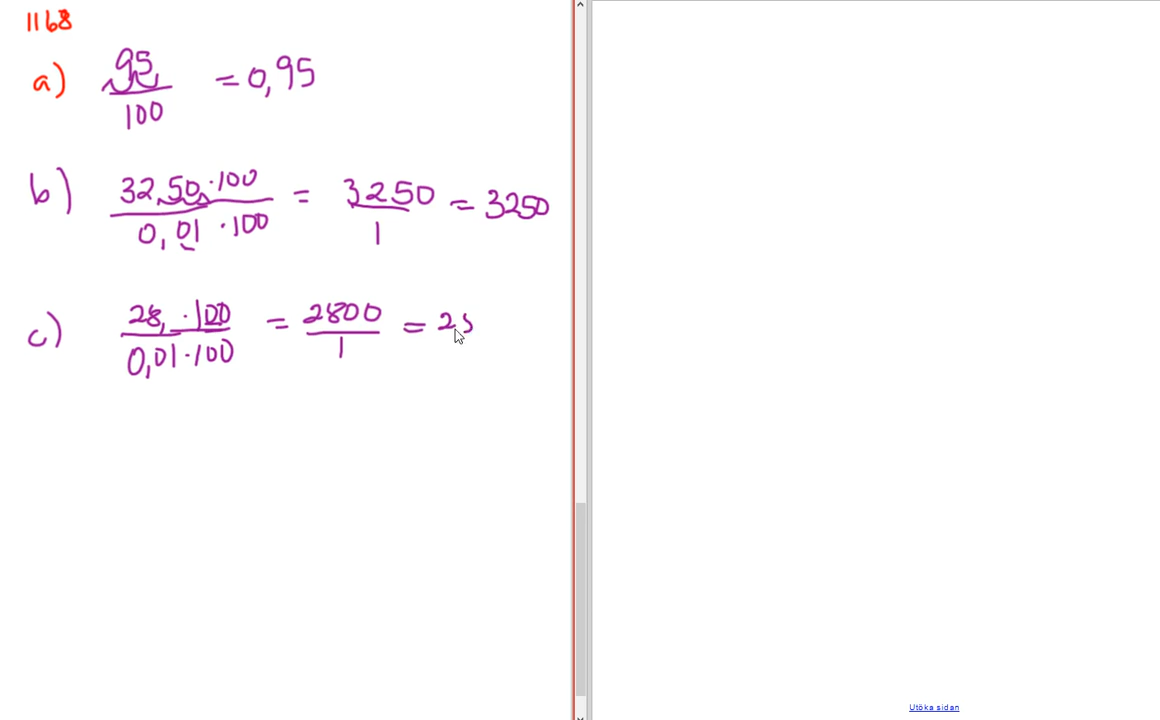 1168
a) 95/100 = 0,95
b) 32,50,·100/0,01·100 = 3250/1 = 3250
c) 28,·100/0,01·100 = 2800/1 = 2
Utöka sidan